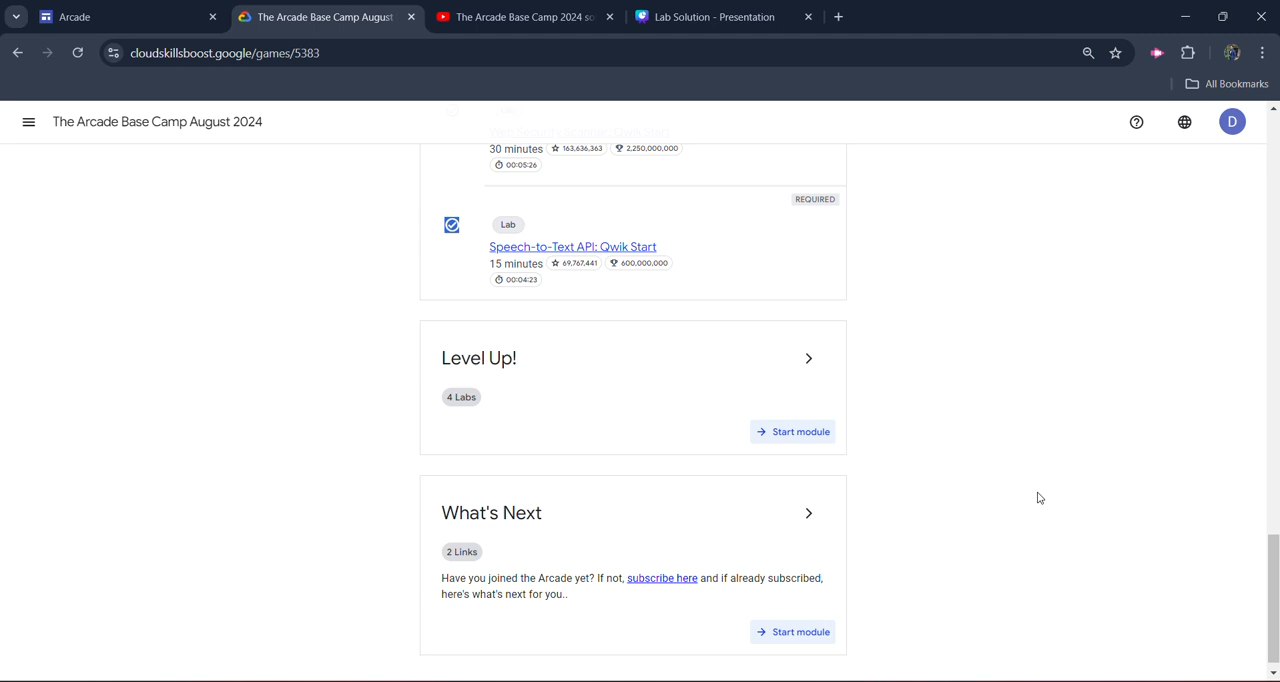 Arcade
The Arcade Base Camp August
The Arcade Base Camp 2024 so
Lab Solution - Presentation
cloudskillsboost.google/games/5383
All Bookmarks
The Arcade Base Camp August 2024
D
30 minutes 163,636,363 2,250,000,000
00:05:26
REQUIRED
Lab
Speech-to-Text API: Qwik Start
15 minutes 69,767,441 600,000,000
00:04:23
Level Up!
4 Labs
Start module
What's Next
2 Links
Have you joined the Arcade yet? If not, subscribe here and if already subscribed,
here's what's next for you..
Start module